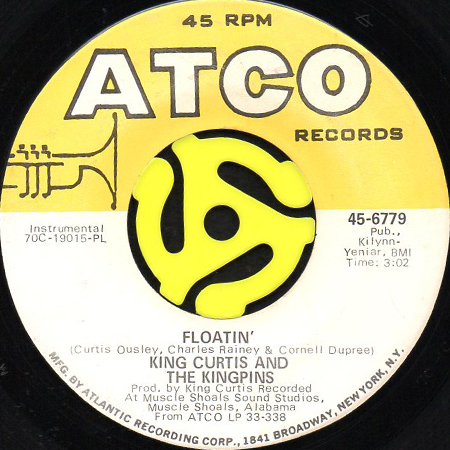 45 RPM
ATCO
RECORDS
Instrumental
70C-19015-PL
45-6779
Pub.,
Kilynn-
Yeniar, BMI
Time: 3:02
FLOATIN'
(Curtis Ousley, Charles Rainey & Cornell Dupree)
KING CURTIS AND
THE KINGPINS
Prod. by King Curtis Recorded
At Muscle Shoals Sound Studios,
Muscle Shoals, Alabama
From ATCO LP 33-338
MFG. BY ATLANTIC RECORDING CORP., 1841 BROADWAY, NEW YORK, N.Y.